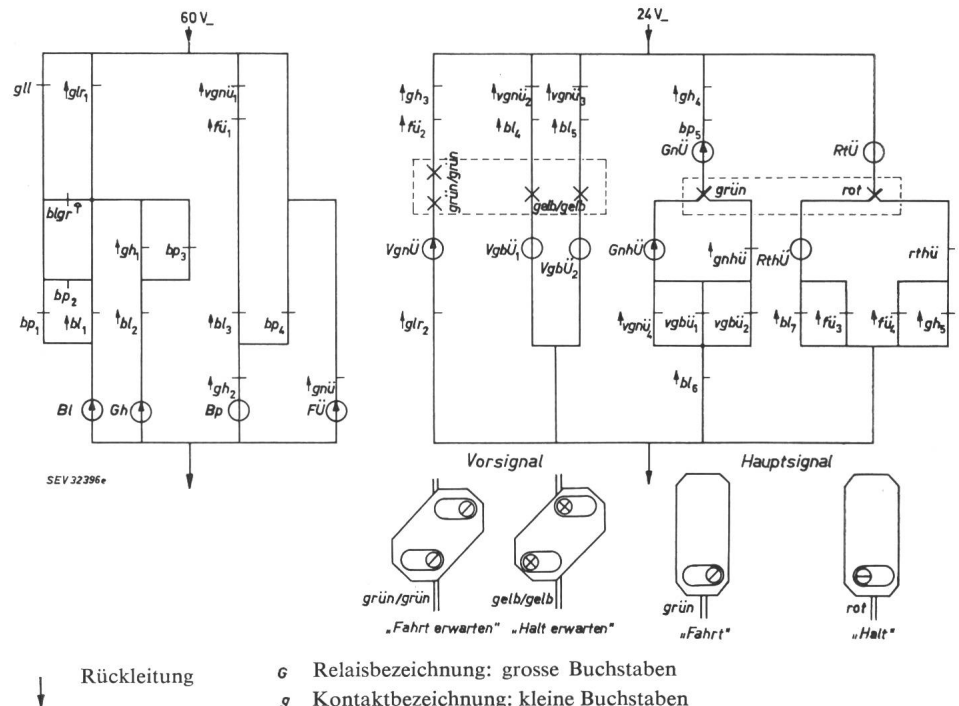 60 V_ 24 V_
gll glr1 vgnü1 gh3 vgnü2 vgnü3 gh4
fü1 fü2 bl4 bl5 bp5
GnÜ RtÜ
grün/grün gelb/gelb grün rot
blgr gh1 bp3 VgnÜ VgbÜ1 VgbÜ2 GnhÜ gnhü RthÜ rthü
bp2
bp1 bl1 bl2 bl3 bp4 glr2 vgnü4 vgbü1 vgbü2 bl7 fü3 fü4 gh5
gh2 gnü bl6
Bl Gh Bp FÜ
SEV 32396e Vorsignal Hauptsignal
grün/grün gelb/gelb grün rot
„Fahrt erwarten" „Halt erwarten" „Fahrt" „Halt"
Rückleitung G Relaisbezeichnung: grosse Buchstaben
g Kontaktbezeichnung: kleine Buchstaben